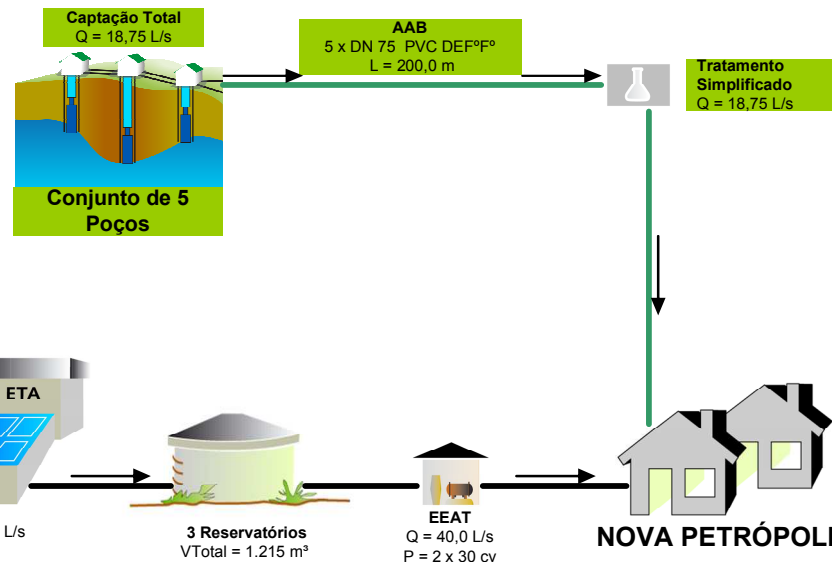 Captação Total
Q = 18,75 L/s
AAB
5 x DN 75 PVC DEFºFº
L = 200,0 m
Tratamento
Simplificado
Q = 18,75 L/s
Conjunto de 5
Poços
ETA
L/s
3 Reservatórios
VTotal = 1.215 m³
EEAT
Q = 40,0 L/s
P = 2 x 30 cv
NOVA PETRÓPOLI